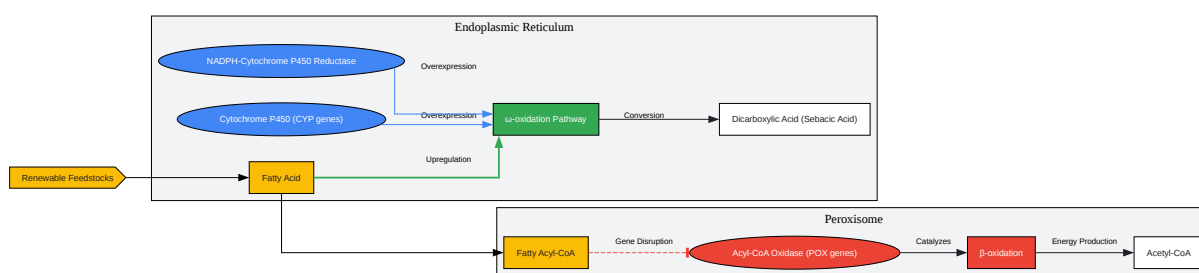 Endoplasmic Reticulum
NADPH-Cytochrome P450 Reductase
Overexpression
Cytochrome P450 (CYP genes)
Overexpression
ω-oxidation Pathway
Conversion
Dicarboxylic Acid (Sebacic Acid)
Upregulation
Renewable Feedstocks
Fatty Acid
Peroxisome
Fatty Acyl-CoA
Gene Disruption
Acyl-CoA Oxidase (POX genes)
Catalyzes
β-oxidation
Energy Production
Acetyl-CoA